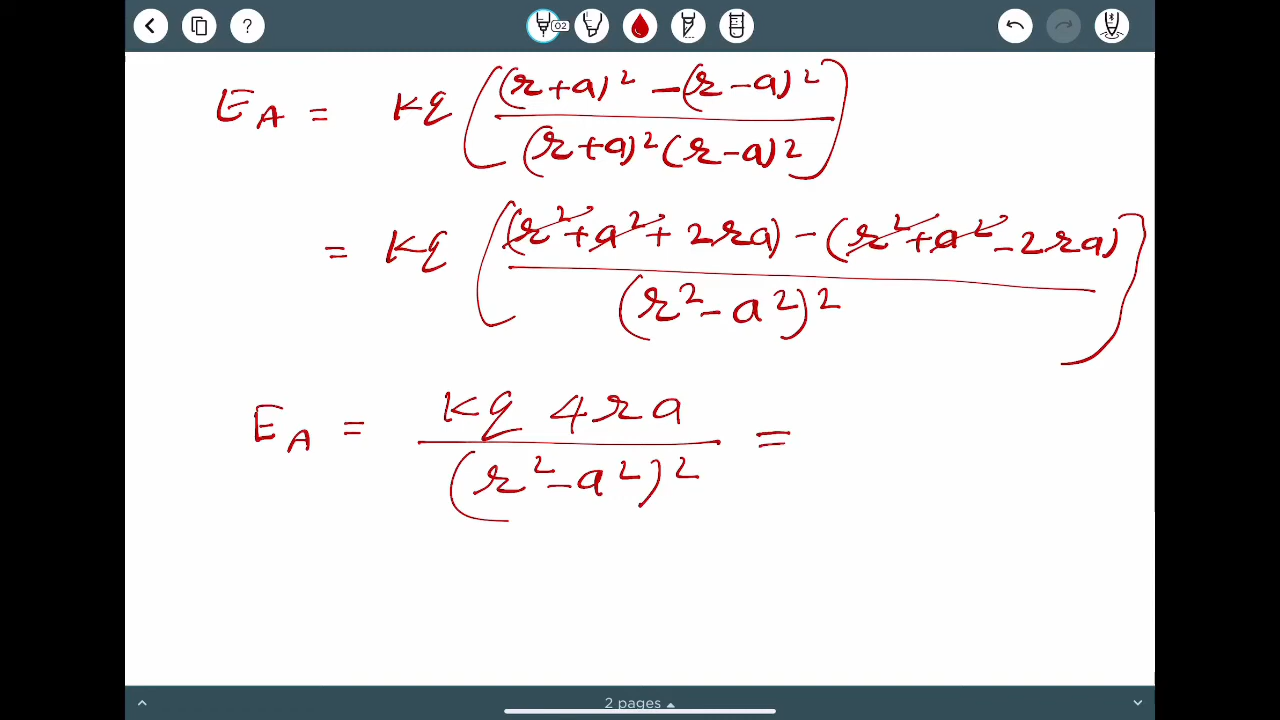 ?
02
E_A = kq ( ((r+a)² - (r-a)²) / ((r+a)² (r-a)²) )
= kq ( ((r²+a²+2ra) - (r²+a²-2ra)) / (r²-a²)² )
E_A = kq 4ra / (r²-a²)² =
2 pages